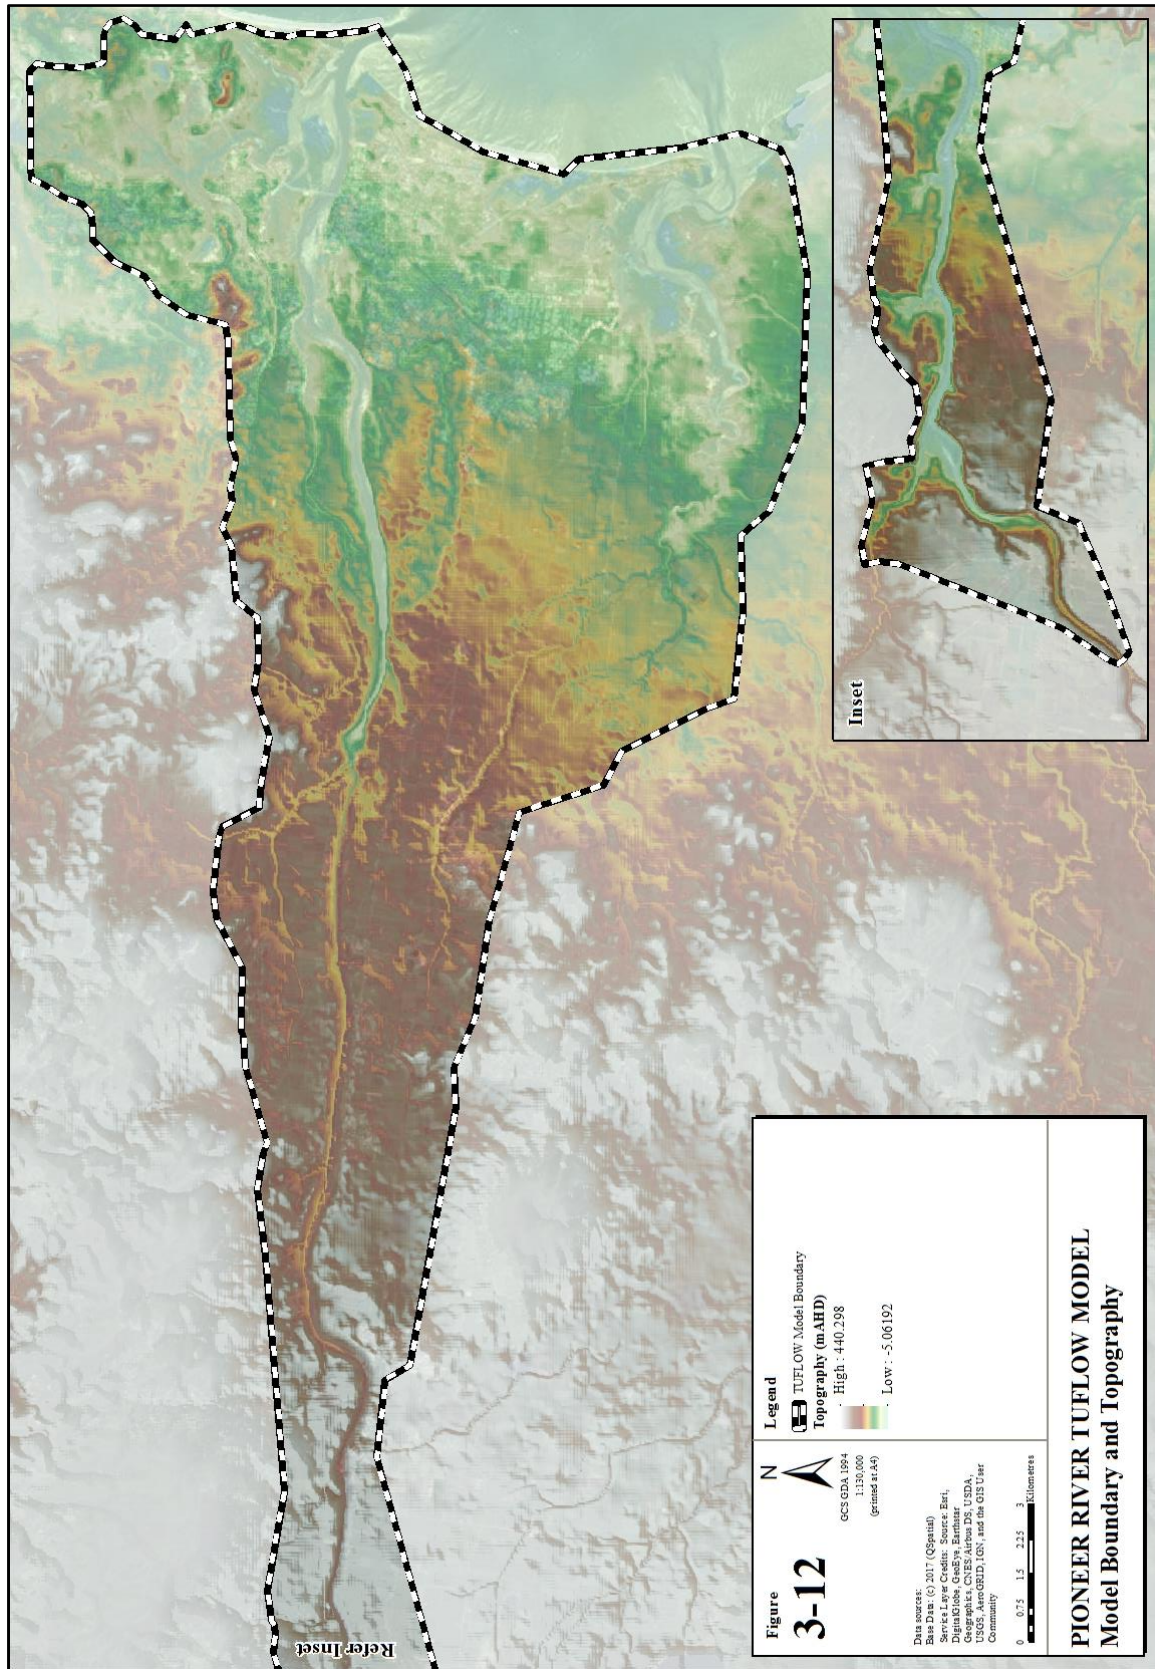 Refer Inset
Inset
Figure
3-12
N
GCS GDA 1994
1:130,000
(printed at A4)
Data sources:
Base Data: (c) 2017 (QSpatial)
Service Layer Credits: Source: Esri,
DigitalGlobe, GeoEye, Earthstar
Geographics, CNES/Airbus DS, USDA,
USGS, AeroGRID, IGN, and the GIS User
Community
0 0.75 1.5 2.25 3
Kilometres
Legend
TUFLOW Model Boundary
Topography (mAHD)
High : 440.298
Low : -5.06192
PIONEER RIVER TUFLOW MODEL
Model Boundary and Topography